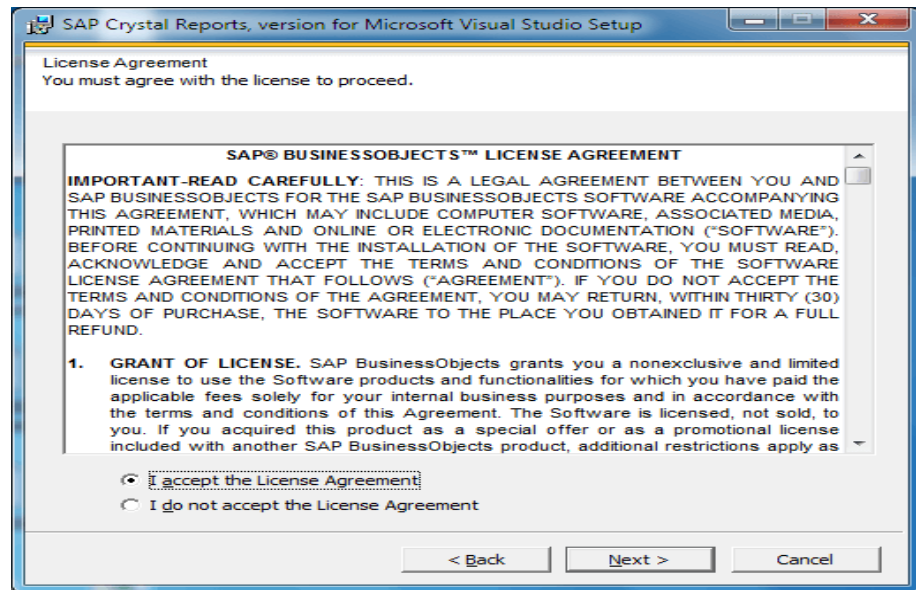 SAP Crystal Reports, version for Microsoft Visual Studio Setup
License Agreement
You must agree with the license to proceed.
SAP® BUSINESSOBJECTS™ LICENSE AGREEMENT
IMPORTANT-READ CAREFULLY: THIS IS A LEGAL AGREEMENT BETWEEN YOU AND
SAP BUSINESSOBJECTS FOR THE SAP BUSINESSOBJECTS SOFTWARE ACCOMPANYING
THIS AGREEMENT, WHICH MAY INCLUDE COMPUTER SOFTWARE, ASSOCIATED MEDIA,
PRINTED MATERIALS AND ONLINE OR ELECTRONIC DOCUMENTATION (“SOFTWARE”).
BEFORE CONTINUING WITH THE INSTALLATION OF THE SOFTWARE, YOU MUST READ,
ACKNOWLEDGE AND ACCEPT THE TERMS AND CONDITIONS OF THE SOFTWARE
LICENSE AGREEMENT THAT FOLLOWS (“AGREEMENT”). IF YOU DO NOT ACCEPT THE
TERMS AND CONDITIONS OF THE AGREEMENT, YOU MAY RETURN, WITHIN THIRTY (30)
DAYS OF PURCHASE, THE SOFTWARE TO THE PLACE YOU OBTAINED IT FOR A FULL
REFUND.
1. GRANT OF LICENSE. SAP BusinessObjects grants you a nonexclusive and limited
license to use the Software products and functionalities for which you have paid the
applicable fees solely for your internal business purposes and in accordance with
the terms and conditions of this Agreement. The Software is licensed, not sold, to
you. If you acquired this product as a special offer or as a promotional license
included with another SAP BusinessObjects product, additional restrictions apply as
I accept the License Agreement
I do not accept the License Agreement
< Back Next > Cancel